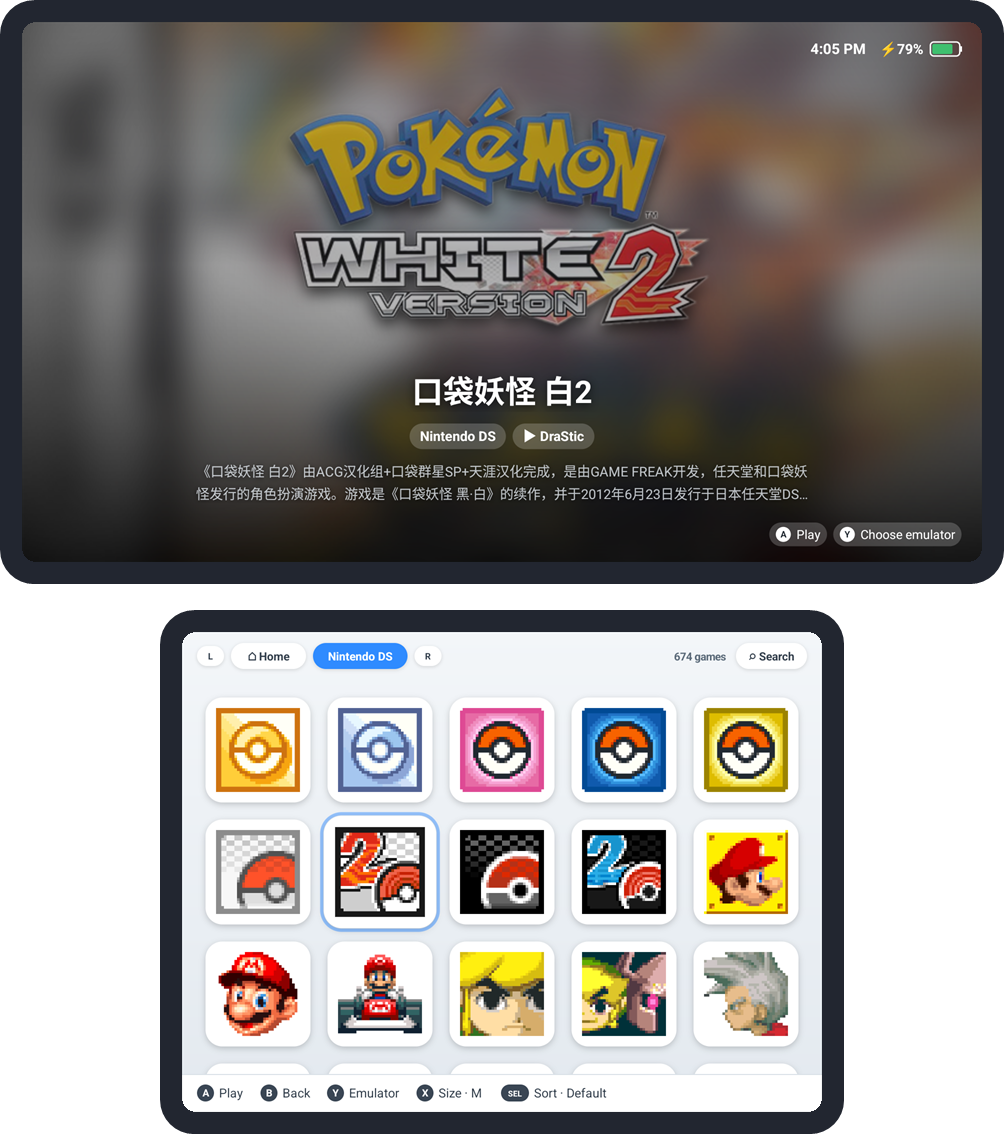 4:05 PM ⚡79%
POKÉMON
TM
WHITE 2
VERSION
口袋妖怪 白2
Nintendo DS ▶ DraStic
《口袋妖怪 白2》由ACG汉化组+口袋群星SP+天涯汉化完成，是由GAME FREAK开发，任天堂和口袋妖
怪发行的角色扮演游戏。游戏是《口袋妖怪 黑·白》的续作，并于2012年6月23日发行于日本任天堂DS...
A Play Y Choose emulator
L Home Nintendo DS R 674 games Search
2 2
M
M
A Play B Back Y Emulator X Size · M SEL Sort · Default